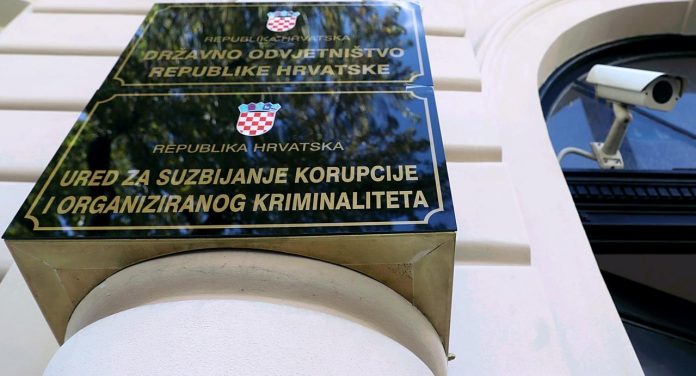 REPUBLIKA HRVATSKA
DRŽAVNO ODVJETNIŠTVO
REPUBLIKE HRVATSKE
REPUBLIKA HRVATSKA
URED ZA SUZBIJANJE KORUPCIJE
I ORGANIZIRANOG KRIMINALITETA